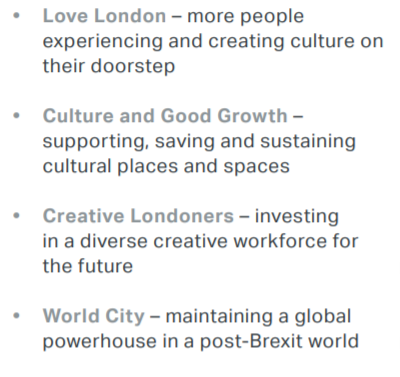 • Love London – more people
experiencing and creating culture on
their doorstep
• Culture and Good Growth –
supporting, saving and sustaining
cultural places and spaces
• Creative Londoners – investing
in a diverse creative workforce for
the future
• World City – maintaining a global
powerhouse in a post-Brexit world